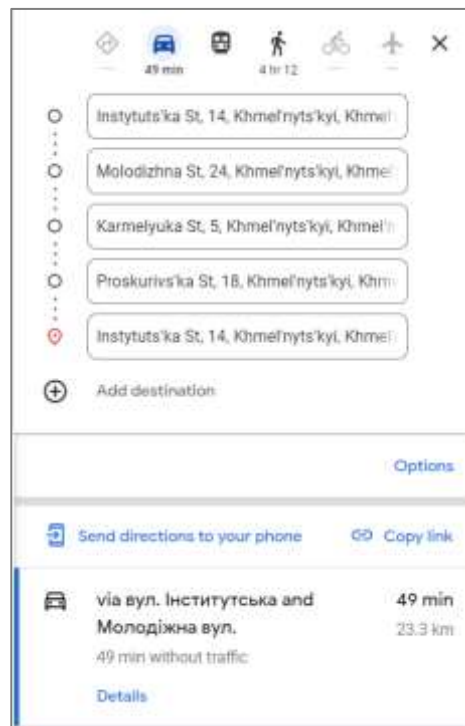 49 min
4 hr 12
Instytuts'ka St, 14, Khmel'nyts'kyi, Khmel'
Molodizhna St, 24, Khmel'nyts'kyi, Khmel'
Karmelyuka St, 5, Khmel'nyts'kyi, Khmel'
Proskurivs'ka St, 18, Khmel'nyts'kyi, Khm
Instytuts'ka St, 14, Khmel'nyts'kyi, Khmel'
Add destination
Options
Send directions to your phone Copy link
via вул. Інститутська and 49 min
Молодіжна вул. 23.3 km
49 min without traffic
Details